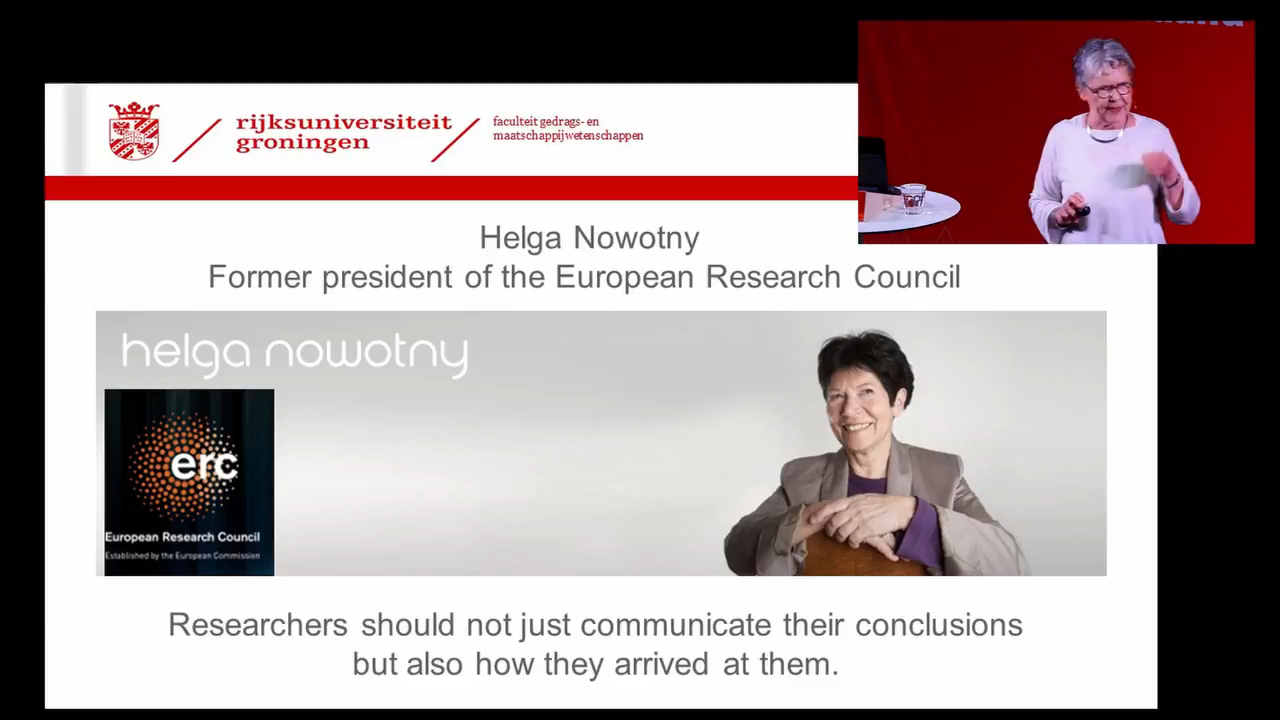 rijksuniversiteit
groningen
faculteit gedrags- en
maatschappijwetenschappen
Helga Nowotny
Former president of the European Research Council
helga nowotny
erc
European Research Council
Established by the European Commission
Researchers should not just communicate their conclusions
but also how they arrived at them.